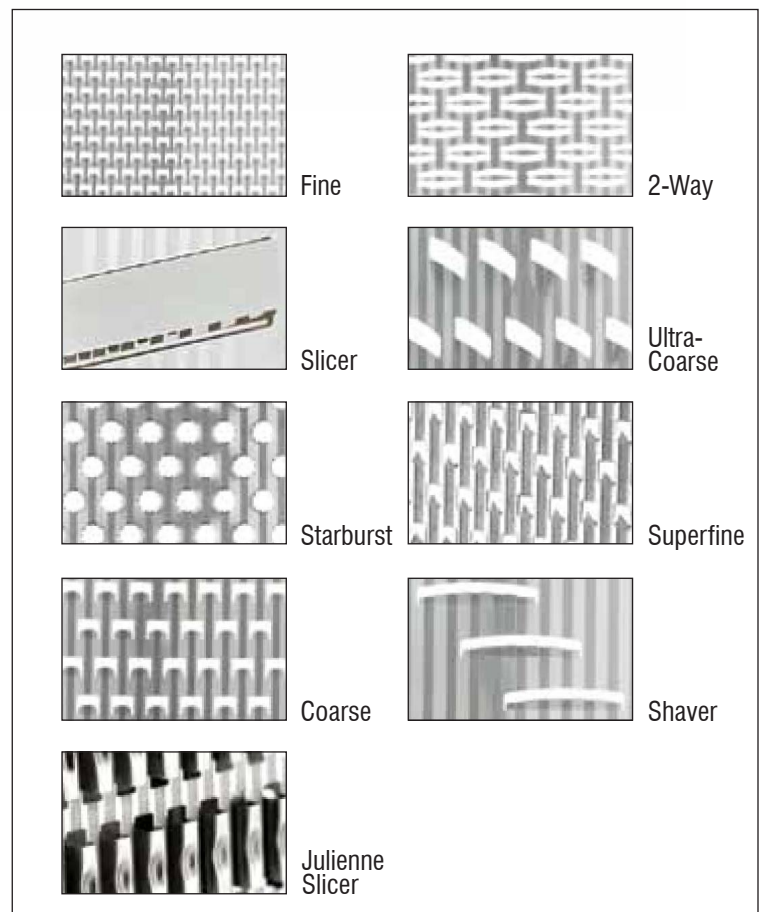 Fine
2-Way
Slicer
Ultra-
Coarse
Starburst
Superfine
Coarse
Shaver
Julienne
Slicer